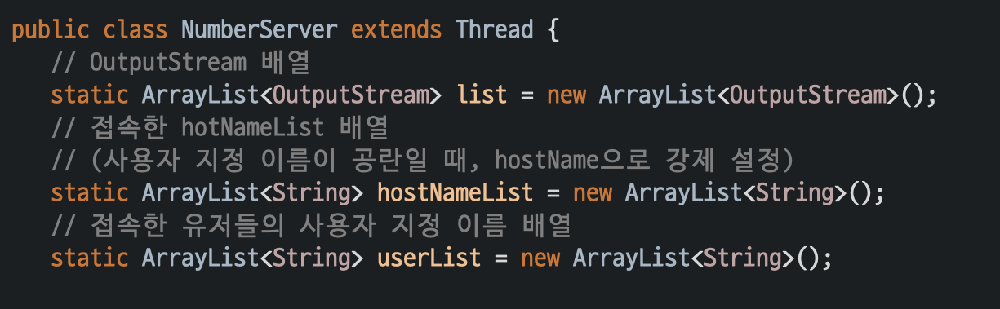 public class NumberServer extends Thread {
// OutputStream 배열
static ArrayList<OutputStream> list = new ArrayList<OutputStream>();
// 접속한 hotNameList 배열
// (사용자 지정 이름이 공란일 때, hostName으로 강제 설정)
static ArrayList<String> hostNameList = new ArrayList<String>();
// 접속한 유저들의 사용자 지정 이름 배열
static ArrayList<String> userList = new ArrayList<String>();